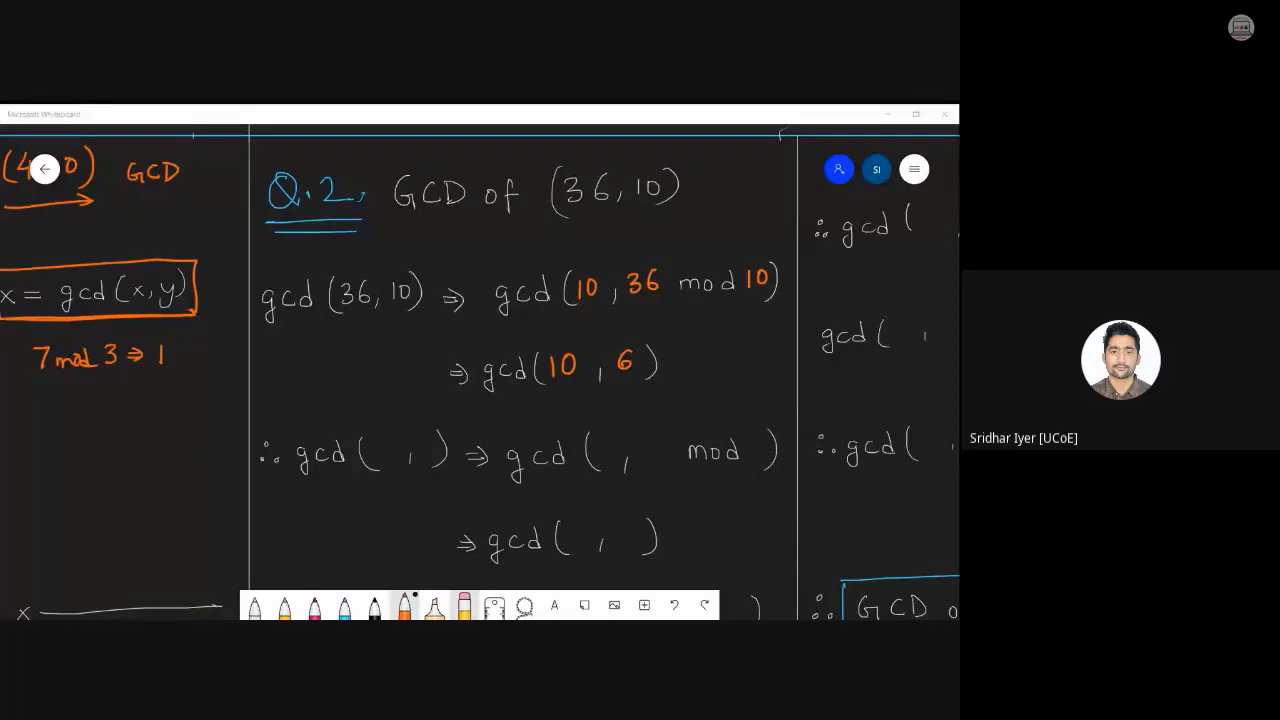 Microsoft Whiteboard
GCD
x = gcd(x,y)
7 mod 3 ⇒ 1
x
Q.2. GCD of (36,10)
gcd(36,10) ⇒ gcd(10, 36 mod 10)
⇒ gcd(10, 6)
∴ gcd( , ) ⇒ gcd( , mod )
⇒ gcd( , )
)
∴ gcd(
gcd( ,
∴ gcd( ,
∴ GCD o
SI
A
Sridhar Iyer [UCoE]